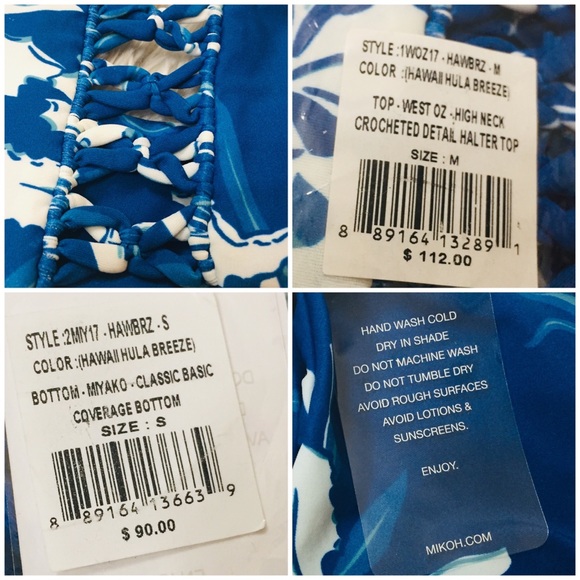 STYLE :1WOZ17 - HAWBRZ - M
COLOR :(HAWAII HULA BREEZE)
TOP - WEST OZ - HIGH NECK
CROCHETED DETAIL HALTER TOP
SIZE : M
8 89164 13289 1
$ 112.00
STYLE :2MIY17 - HAWBRZ - S
COLOR :(HAWAII HULA BREEZE)
BOTTOM - MIYAKO - CLASSIC BASIC
COVERAGE BOTTOM
SIZE : S
8 89164 13663 9
$ 90.00
HAND WASH COLD
DRY IN SHADE
DO NOT MACHINE WASH
DO NOT TUMBLE DRY
AVOID ROUGH SURFACES
AVOID LOTIONS &
SUNSCREENS.
ENJOY.
MIKOH.COM